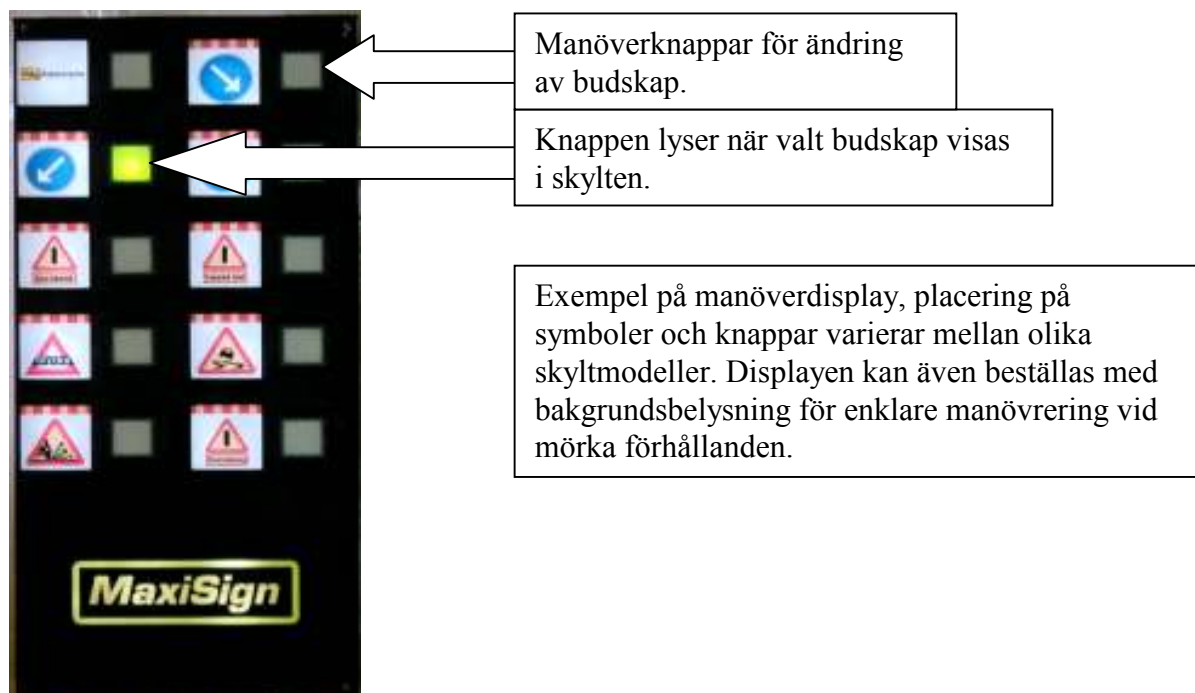 Manöverknappar för ändring
av budskap.
Knappen lyser när valt budskap visas
i skylten.
Exempel på manöverdisplay, placering på
symboler och knappar varierar mellan olika
skyltmodeller. Displayen kan även beställas med
bakgrundsbelysning för enklare manövrering vid
mörka förhållanden.
MaxiSign